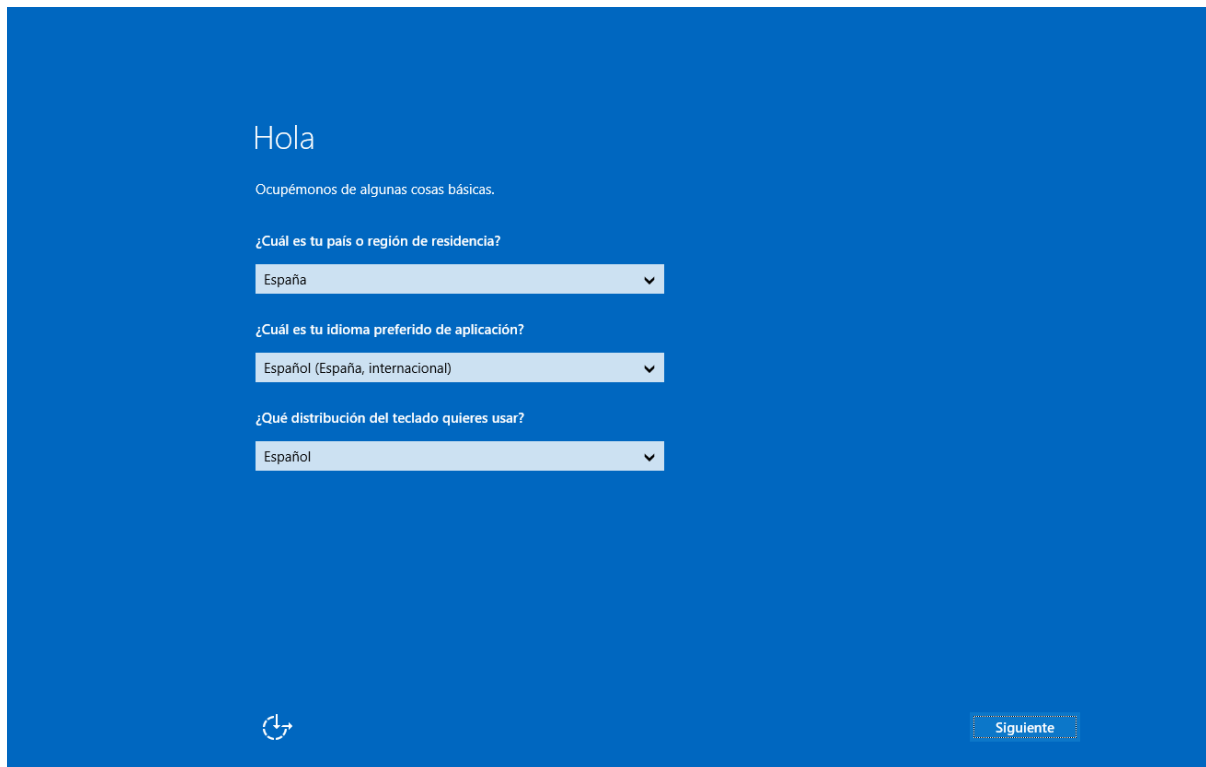 Hola
Ocupémonos de algunas cosas básicas.
¿Cuál es tu país o región de residencia?
España
¿Cuál es tu idioma preferido de aplicación?
Español (España, internacional)
¿Qué distribución del teclado quieres usar?
Español
Siguiente